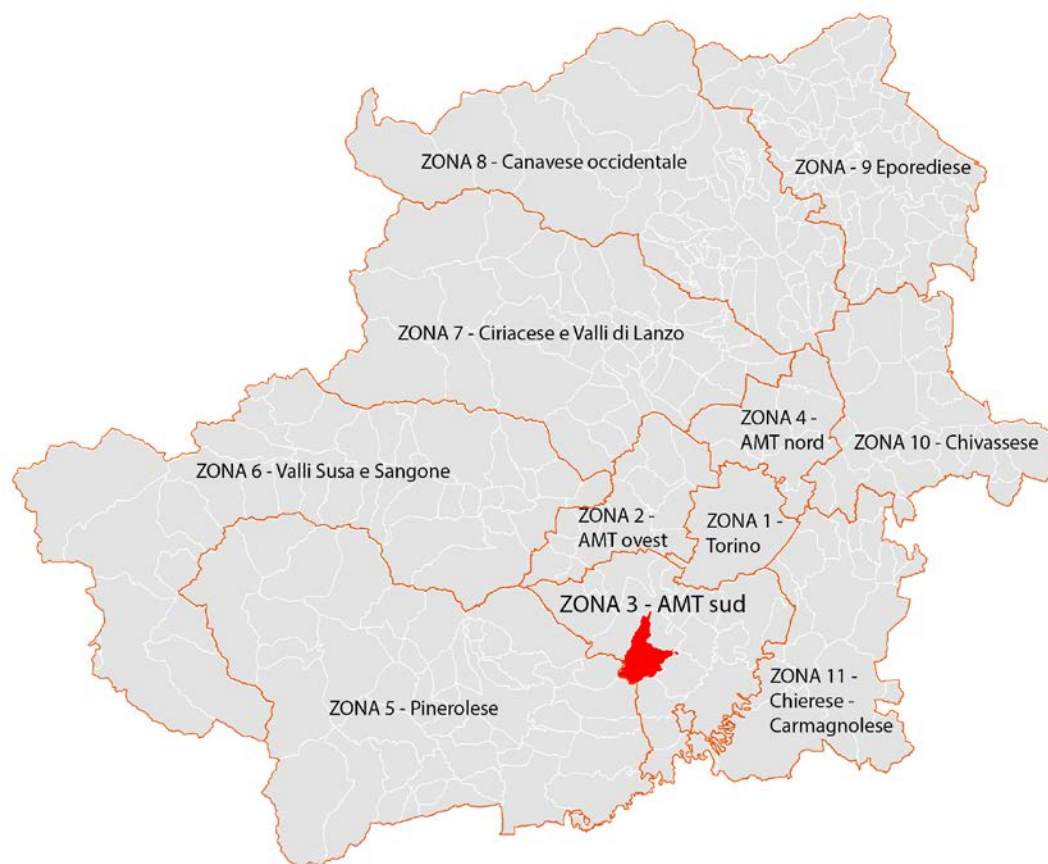 ZONA 8 - Canavese occidentale
ZONA - 9 Eporediese
ZONA 7 - Ciriacese e Valli di Lanzo
ZONA 4 -
AMT nord
ZONA 10 - Chivassese
ZONA 6 - Valli Susa e Sangone
ZONA 2 -
AMT ovest
ZONA 1 -
Torino
ZONA 3 - AMT sud
ZONA 11 -
Chierese -
Carmagnolese
ZONA 5 - Pinerolese